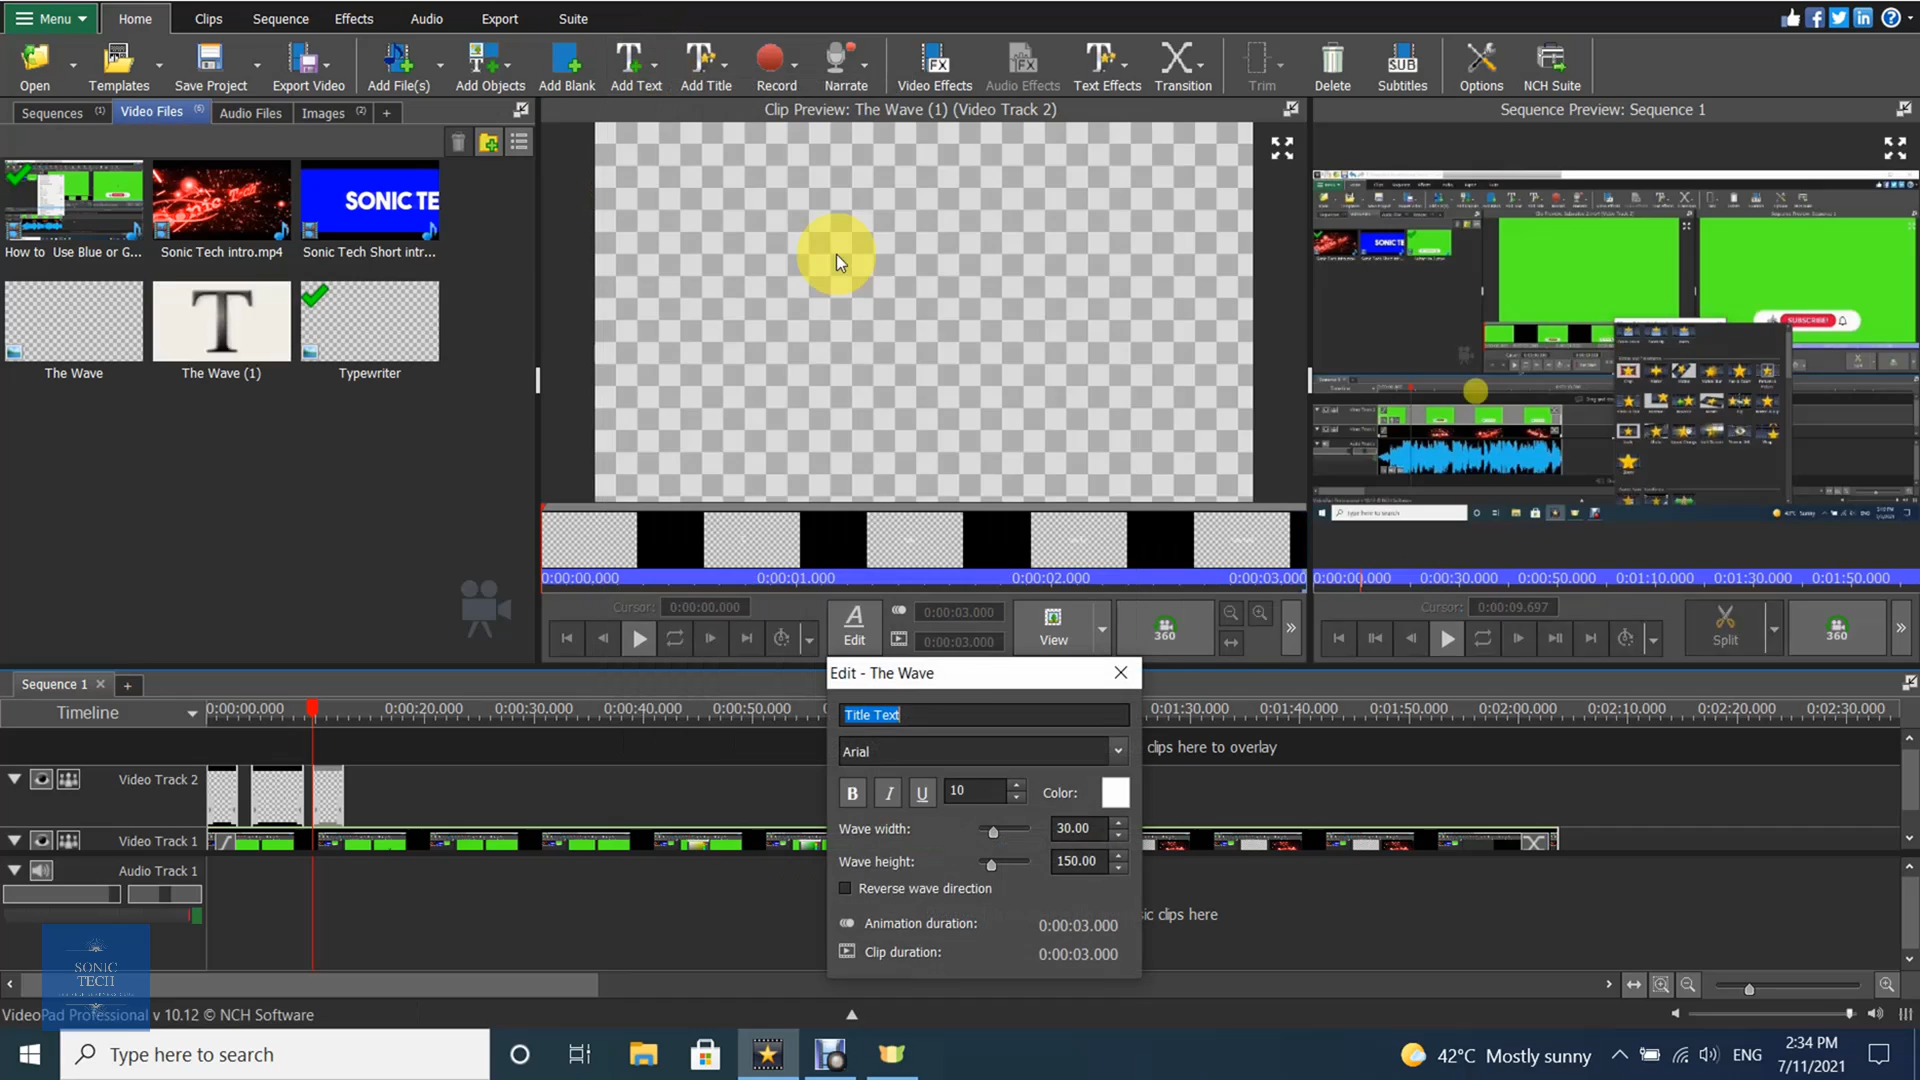 Menu Home Clips Sequence Effects Audio Export Suite
Open Templates Save Project Export Video Add File(s) Add Objects Add Blank Add Text Add Title Record Narrate Video Effects Audio Effects Text Effects Transition Trim Delete Subtitles Options NCH Suite
Sequences (1) Video Files (6) Audio Files Images (2) +
Clip Preview: The Wave (1) (Video Track 2)
Sequence Preview: Sequence 1
SONIC TE
How to Use Blue or G... Sonic Tech intro.mp4 Sonic Tech Short intr...
The Wave The Wave (1) Typewriter
SUBSCRIBE!
Type here to search
0:00:00.000 0:00:01.000 0:00:02.000 0:00:03.000
0:00:30.000 0:00:50.000 0:01:10.000 0:01:30.000 0:01:50.000
Cursor: 0:00:00.000
Edit 0:00:03.000
0:00:03.000
View 360
Cursor: 0:00:09.697
Split 360
Sequence 1 +
Edit - The Wave
Timeline 0:00:00.000 0:00:20.000 0:00:30.000 0:00:50.000
0:01:30.000 0:01:40.000 0:01:50.000 0:02:00.000 0:02:10.000 0:02:30.000
Title Text
Arial
clips here to overlay
Video Track 2
B I U 10 Color:
Wave width: 30.00
Video Track 1
Wave height: 150.00
Audio Track 1
Reverse wave direction
sic clips here
Animation duration: 0:00:03.000
Clip duration: 0:00:03.000
SONIC
TECH
VideoPad Professional v 10.12 © NCH Software
Type here to search
42°C Mostly sunny ENG
2:34 PM
7/11/2021